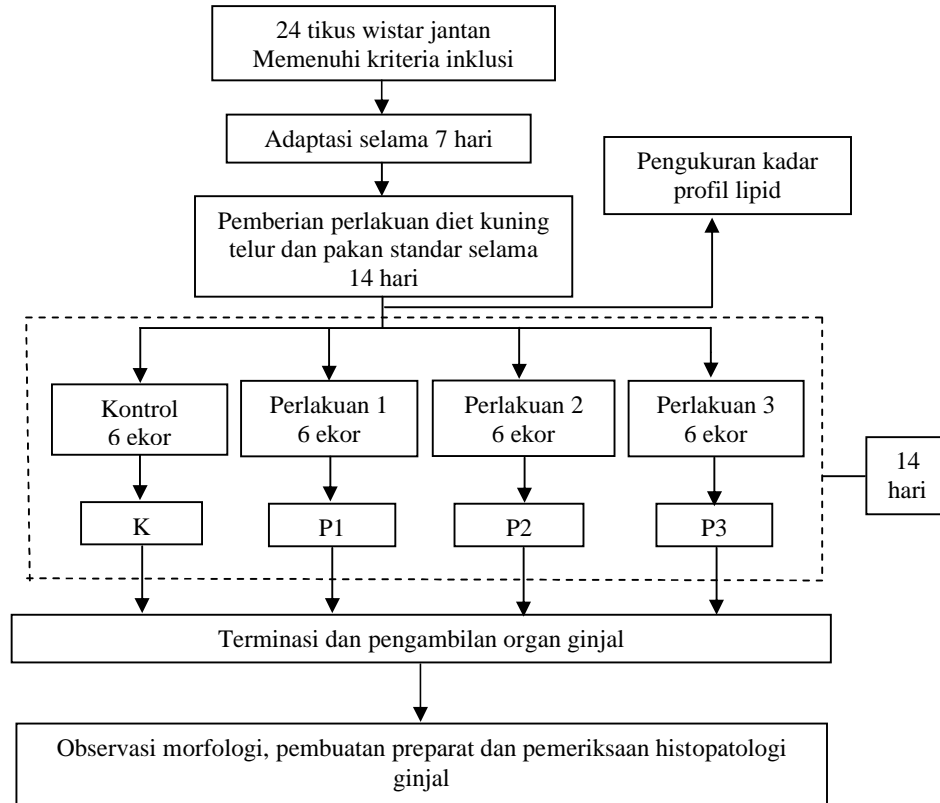 24 tikus wistar jantan
Memenuhi kriteria inklusi
Adaptasi selama 7 hari
Pengukuran kadar
profil lipid
Pemberian perlakuan diet kuning
telur dan pakan standar selama
14 hari
Kontrol
6 ekor
Perlakuan 1
6 ekor
Perlakuan 2
6 ekor
Perlakuan 3
6 ekor
14
hari
K
P1
P2
P3
Terminasi dan pengambilan organ ginjal
Observasi morfologi, pembuatan preparat dan pemeriksaan histopatologi
ginjal